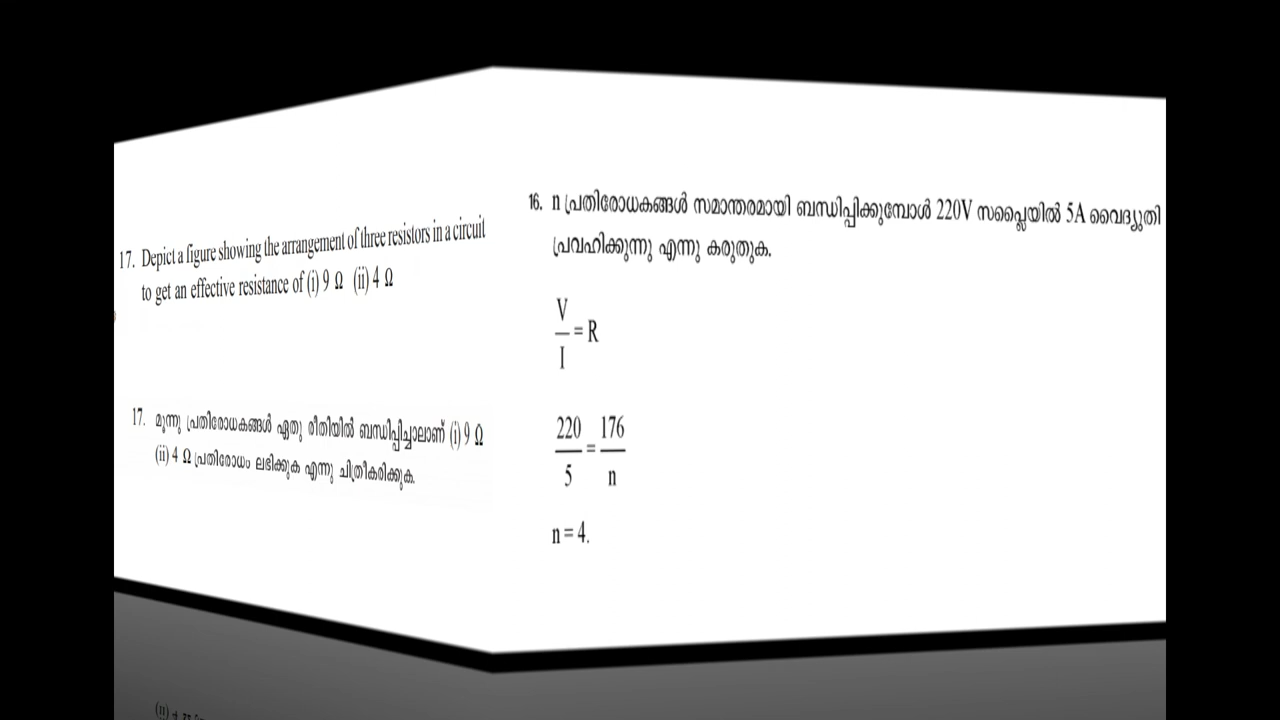 17. Depict a figure showing the arrangement of three resistors in a circuit
to get an effective resistance of (i) 9 Ω (ii) 4 Ω
17. മൂന്നു പ്രതിരോധകങ്ങൾ ഏതു രീതിയിൽ ബന്ധിപ്പിച്ചാലാണ് (i) 9 Ω
(ii) 4 Ω പ്രതിരോധം ലഭിക്കുക എന്നു ചിത്രീകരിക്കുക.
16. n പ്രതിരോധകങ്ങൾ സമാന്തരമായി ബന്ധിപ്പിക്കുമ്പോൾ 220V സപ്ലൈയിൽ 5A വൈദ്യുതി
പ്രവഹിക്കുന്നു എന്നു കരുതുക.
V/I = R
220/5 = 176/n
n = 4.